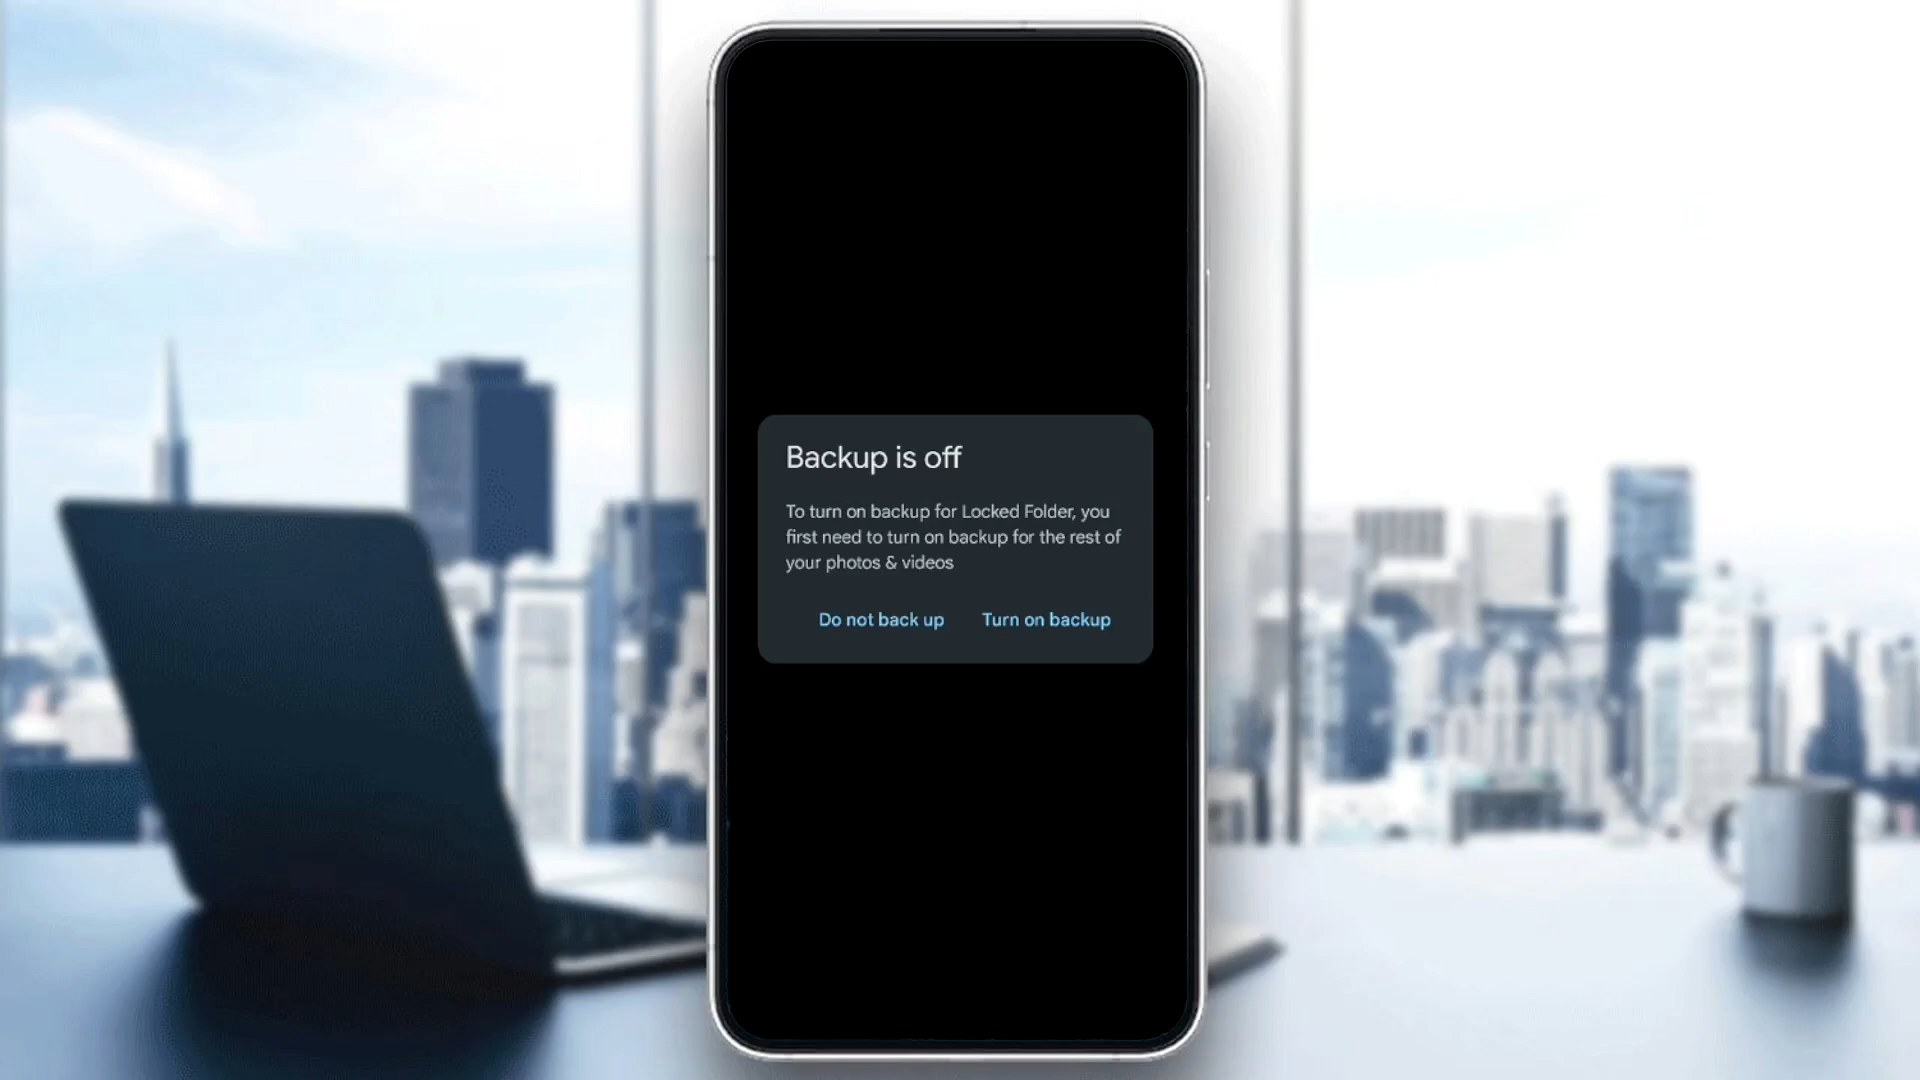 Backup is off
To turn on backup for Locked Folder, you
first need to turn on backup for the rest of
your photos & videos
Do not back up
Turn on backup